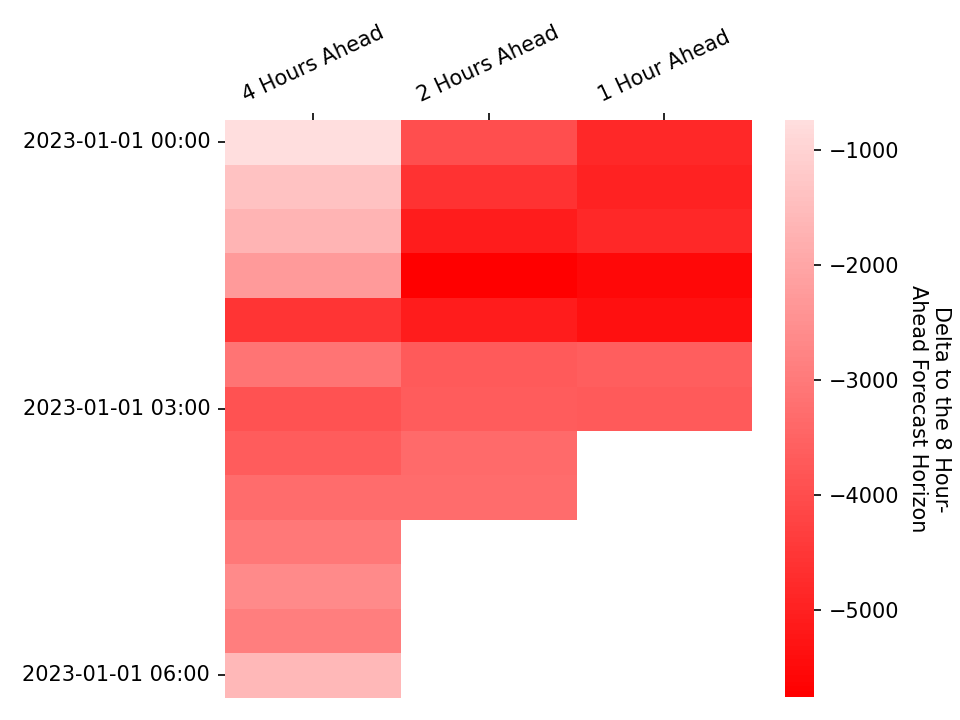 4 Hours Ahead
2 Hours Ahead
1 Hour Ahead
2023-01-01 00:00
2023-01-01 03:00
2023-01-01 06:00
−1000
−2000
−3000
−4000
−5000
Delta to the 8 Hour-
Ahead Forecast Horizon